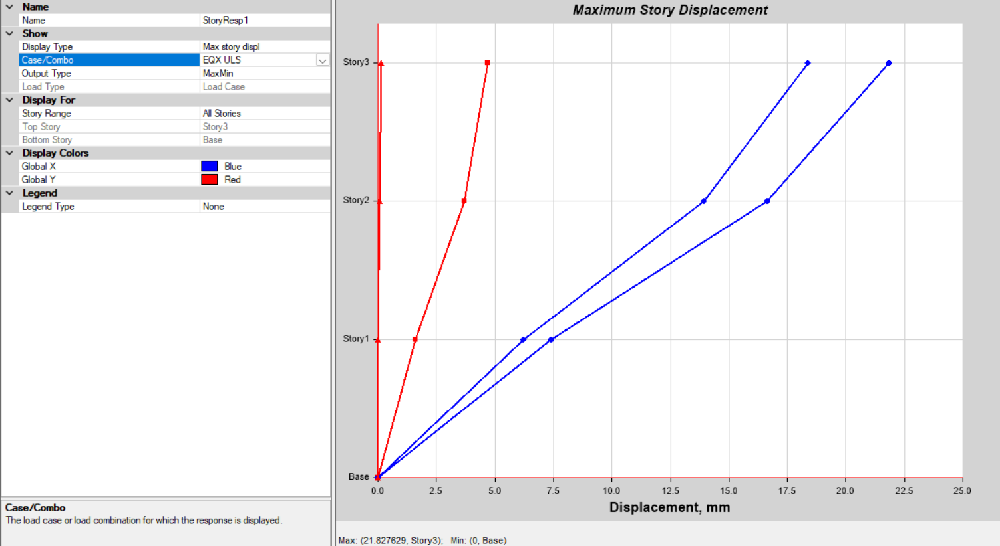 Name
Name StoryResp1
Show
Display Type Max story displ
Case/Combo EQX ULS
Output Type MaxMin
Load Type Load Case
Display For
Story Range All Stories
Top Story Story3
Bottom Story Base
Display Colors
Global X Blue
Global Y Red
Legend
Legend Type None
Case/Combo
The load case or load combination for which the response is displayed.
Maximum Story Displacement
Story3
Story2
Story1
Base
0.0 2.5 5.0 7.5 10.0 12.5 15.0 17.5 20.0 22.5 25.0
Displacement, mm
Max: (21.827629, Story3); Min: (0, Base)